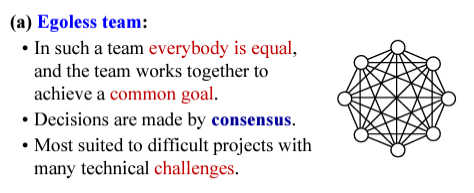 (a) Egoless team:
• In such a team everybody is equal,
and the team works together to
achieve a common goal.
• Decisions are made by consensus.
• Most suited to difficult projects with
many technical challenges.